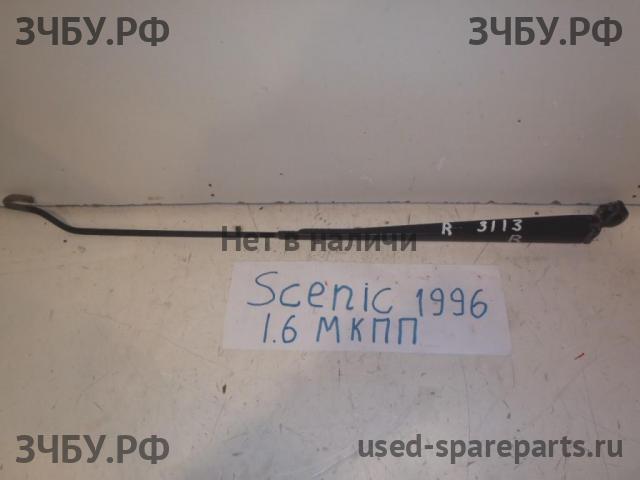 ЗЧБУ.РФ ЗЧБУ.РФ
R 3113
R
Нет в наличи
Scenic 1996
1.6 МКПП
ЗЧБУ.РФ used-spareparts.ru